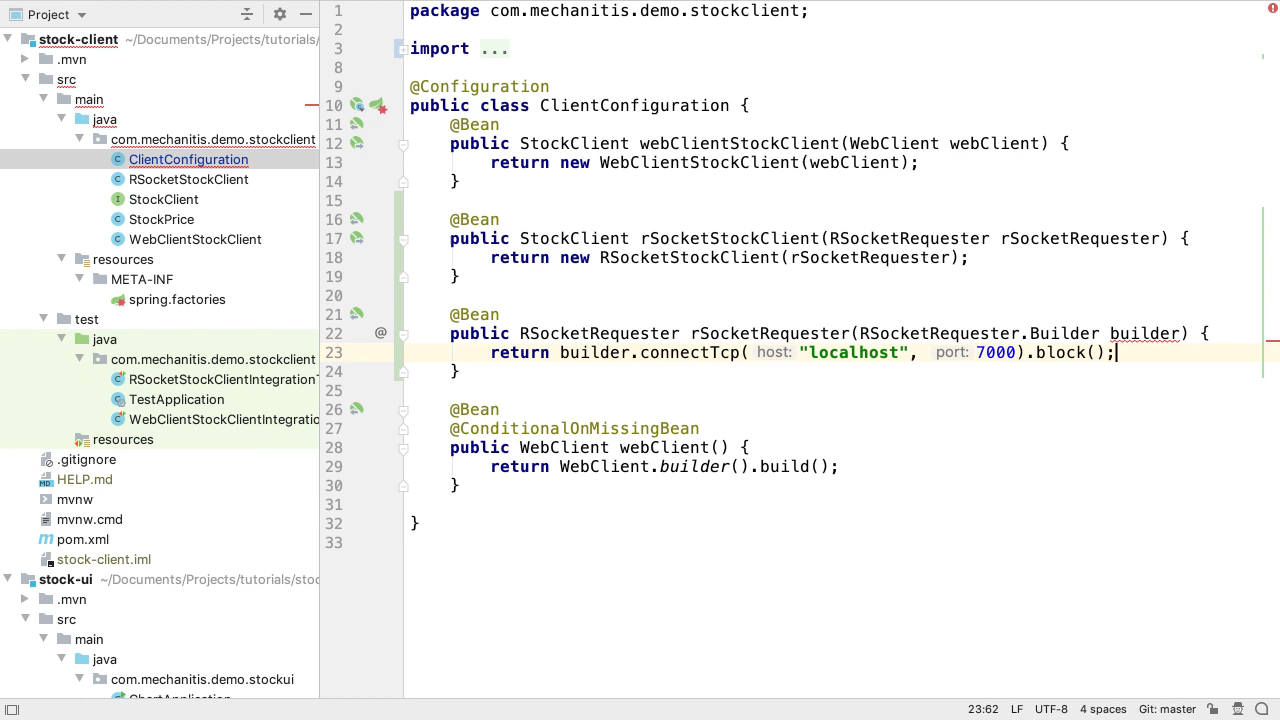 Project
stock-client ~/Documents/Projects/tutorials/
.mvn
src
main
java
com.mechanitis.demo.stockclient
ClientConfiguration
RSocketStockClient
StockClient
StockPrice
WebClientStockClient
resources
META-INF
spring.factories
test
java
com.mechanitis.demo.stockclient
RSocketStockClientIntegrationT
TestApplication
WebClientStockClientIntegratio
resources
.gitignore
HELP.md
mvnw
mvnw.cmd
pom.xml
stock-client.iml
stock-ui ~/Documents/Projects/tutorials/stoc
.mvn
src
main
java
com.mechanitis.demo.stockui
ChartApplication
1 package com.mechanitis.demo.stockclient;
2
3 import ...
8
9 @Configuration
10 public class ClientConfiguration {
11 @Bean
12 public StockClient webClientStockClient(WebClient webClient) {
13 return new WebClientStockClient(webClient);
14 }
15
16 @Bean
17 public StockClient rSocketStockClient(RSocketRequester rSocketRequester) {
18 return new RSocketStockClient(rSocketRequester);
19 }
20
21 @Bean
22 @ public RSocketRequester rSocketRequester(RSocketRequester.Builder builder) {
23 return builder.connectTcp( host: "localhost", port: 7000).block();
24 }
25
26 @Bean
27 @ConditionalOnMissingBean
28 public WebClient webClient() {
29 return WebClient.builder().build();
30 }
31
32 }
33
23:62 LF UTF-8 4 spaces Git: master